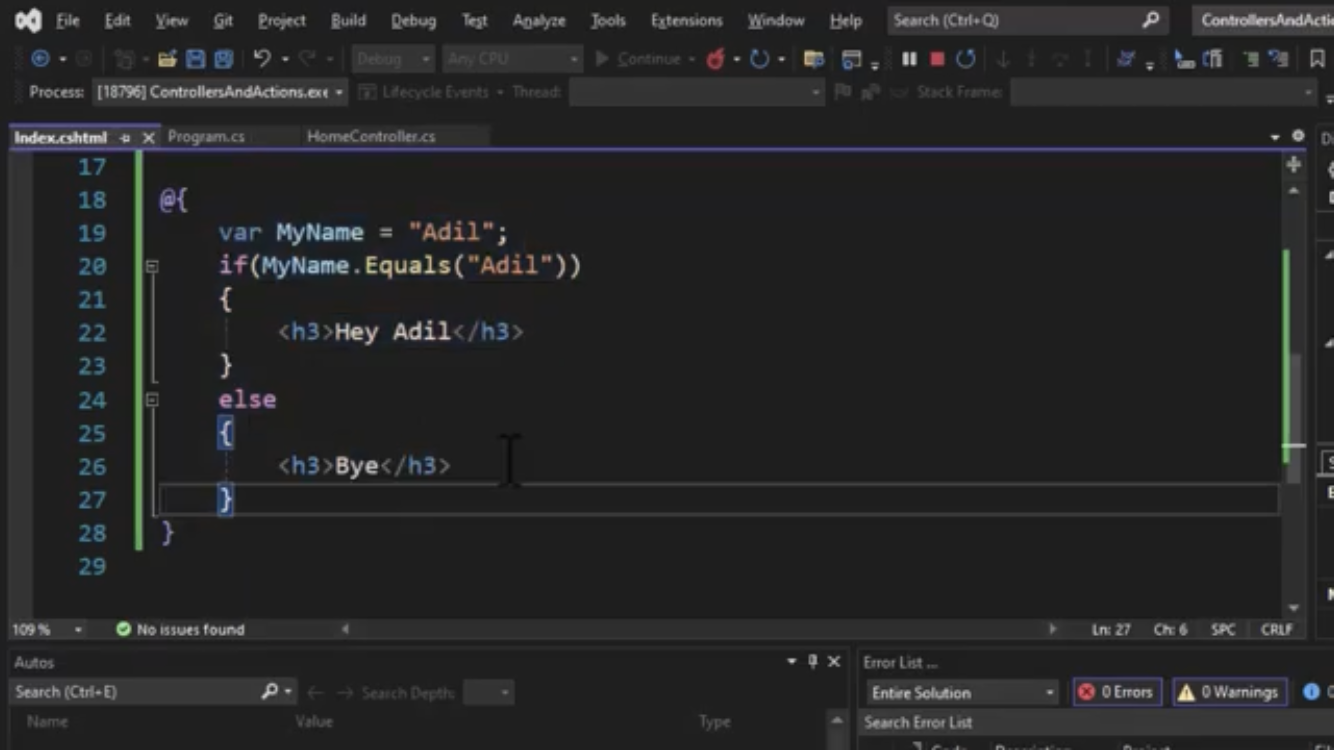 File Edit View Git Project Build Debug Test Analyze Tools Extensions Window Help Search (Ctrl+Q) ControllersAndActi
Debug Any CPU Continue
Process: [18796] ControllersAndActions.exe Lifecycle Events Thread: Stack Frame:
Index.cshtml Program.cs HomeController.cs
17
18 @{
19 var MyName = "Adil";
20 if(MyName.Equals("Adil"))
21 {
22 <h3>Hey Adil</h3>
23 }
24 else
25 {
26 <h3>Bye</h3>
27 }
28 }
29
109 % No issues found Ln: 27 Ch: 6 SPC CRLF
Autos
Search (Ctrl+E) Search Depth:
Name Value Type
Error List ...
Entire Solution 0 Errors 0 Warnings
Search Error List
Code Description Project